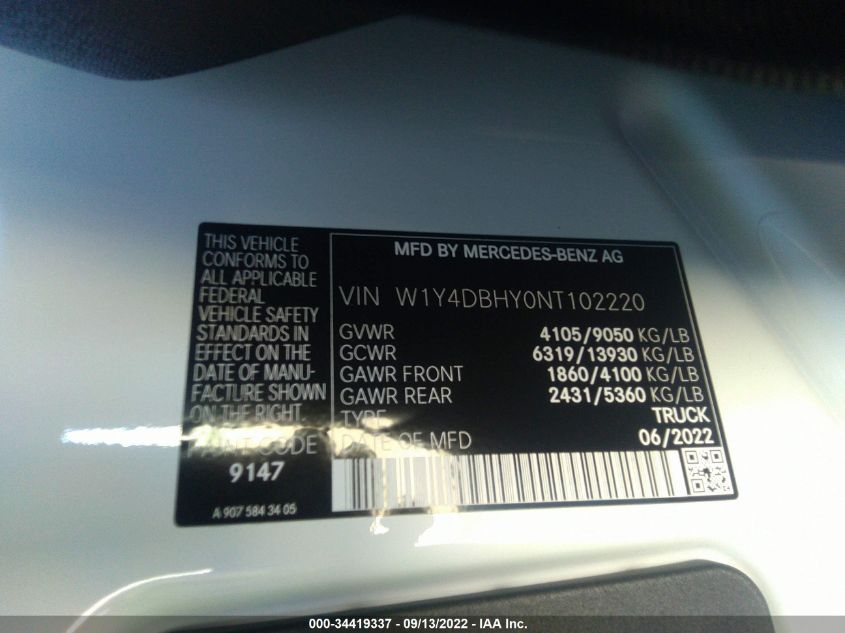 THIS VEHICLE
CONFORMS TO
ALL APPLICABLE
FEDERAL
VEHICLE SAFETY
STANDARDS IN
EFFECT ON THE
DATE OF MANU-
FACTURE SHOWN
ON THE RIGHT.
PAINT CODE
9147
A 907 584 34 05
MFD BY MERCEDES-BENZ AG
VIN W1Y4DBHY0NT102220
GVWR 4105/9050 KG/LB
GCWR 6319/13930 KG/LB
GAWR FRONT 1860/4100 KG/LB
GAWR REAR 2431/5360 KG/LB
TYPE TRUCK
DATE OF MFD 06/2022
000-34419337 - 09/13/2022 - IAA Inc.